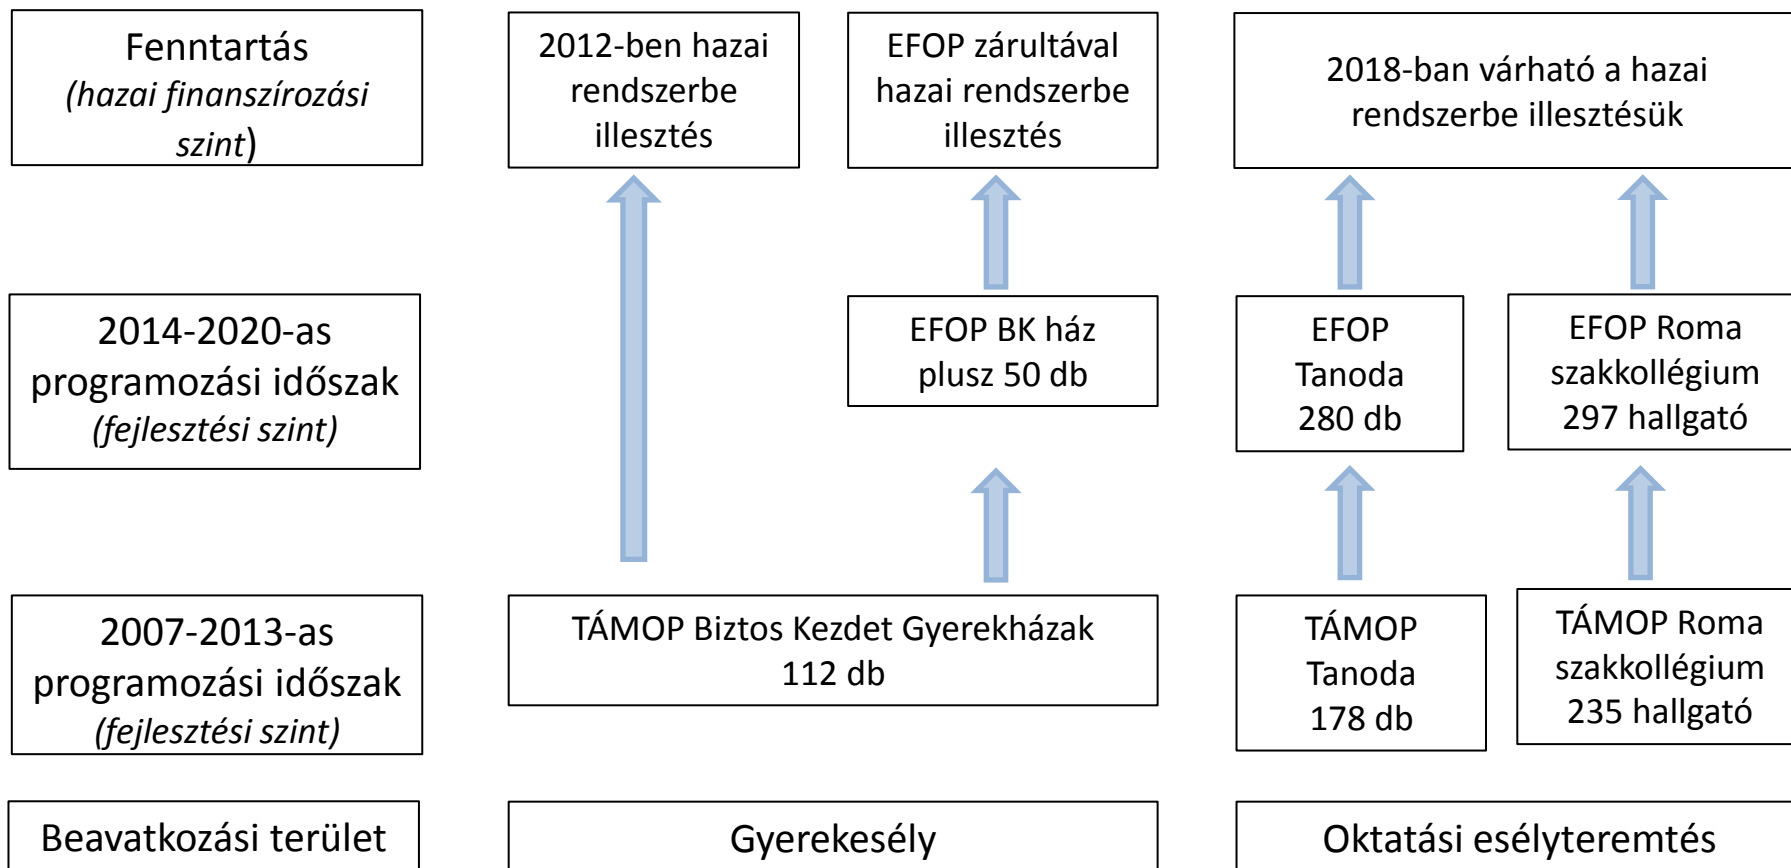 Fenntartás
(hazai finanszírozási
szint)
2012-ben hazai
rendszerbe
illesztés
EFOP zárultával
hazai rendszerbe
illesztés
2018-ban várható a hazai
rendszerbe illesztésük
2014-2020-as
programozási időszak
(fejlesztési szint)
EFOP BK ház
plusz 50 db
EFOP
Tanoda
280 db
EFOP Roma
szakkollégium
297 hallgató
2007-2013-as
programozási időszak
(fejlesztési szint)
TÁMOP Biztos Kezdet Gyerekházak
112 db
TÁMOP
Tanoda
178 db
TÁMOP Roma
szakkollégium
235 hallgató
Beavatkozási terület
Gyerekesély
Oktatási esélyteremtés